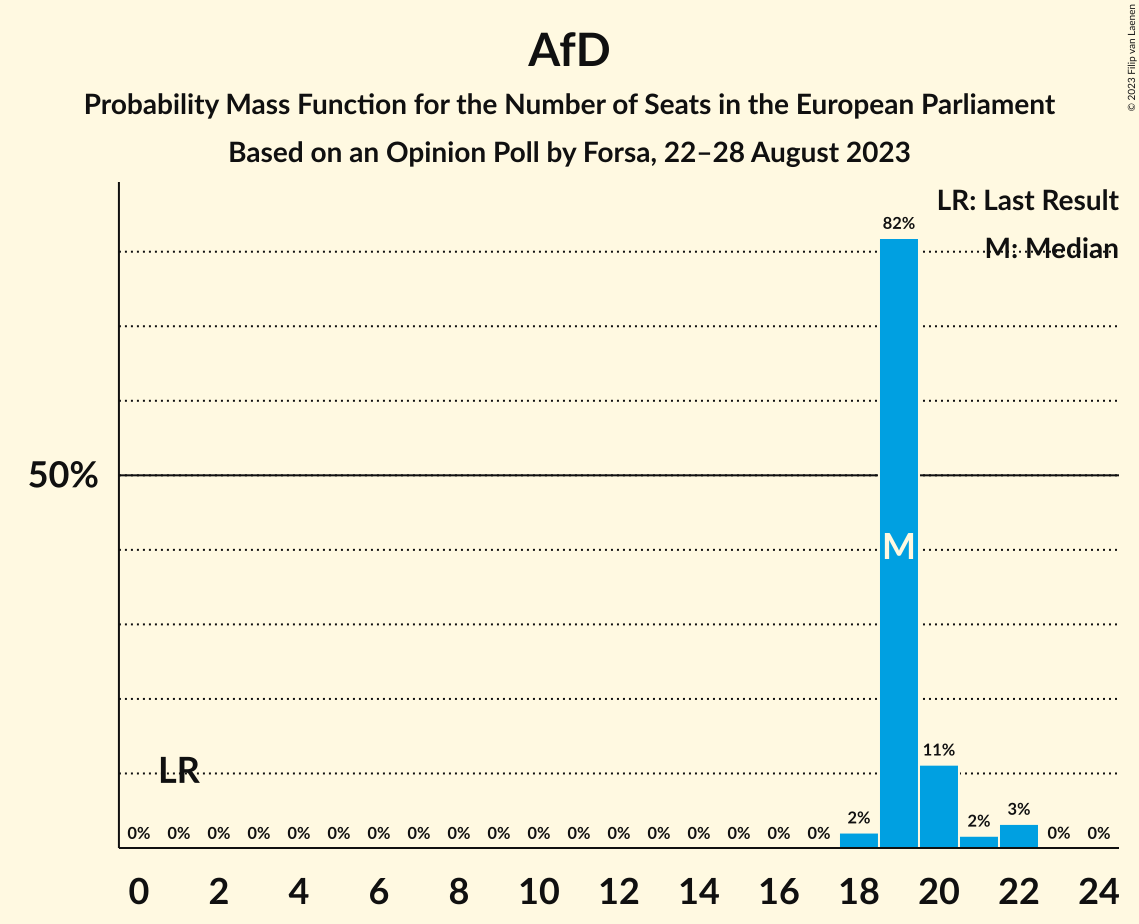 AfD
Probability Mass Function for the Number of Seats in the European Parliament
Based on an Opinion Poll by Forsa, 22–28 August 2023
© 2023 Filip van Laenen
LR: Last Result
M: Median
82%
50%
M
LR
11%
0% 0% 0% 0% 0% 0% 0% 0% 0% 0% 0% 0% 0% 0% 0% 0% 0% 0% 2% 2% 3% 0% 0%
0 2 4 6 8 10 12 14 16 18 20 22 24